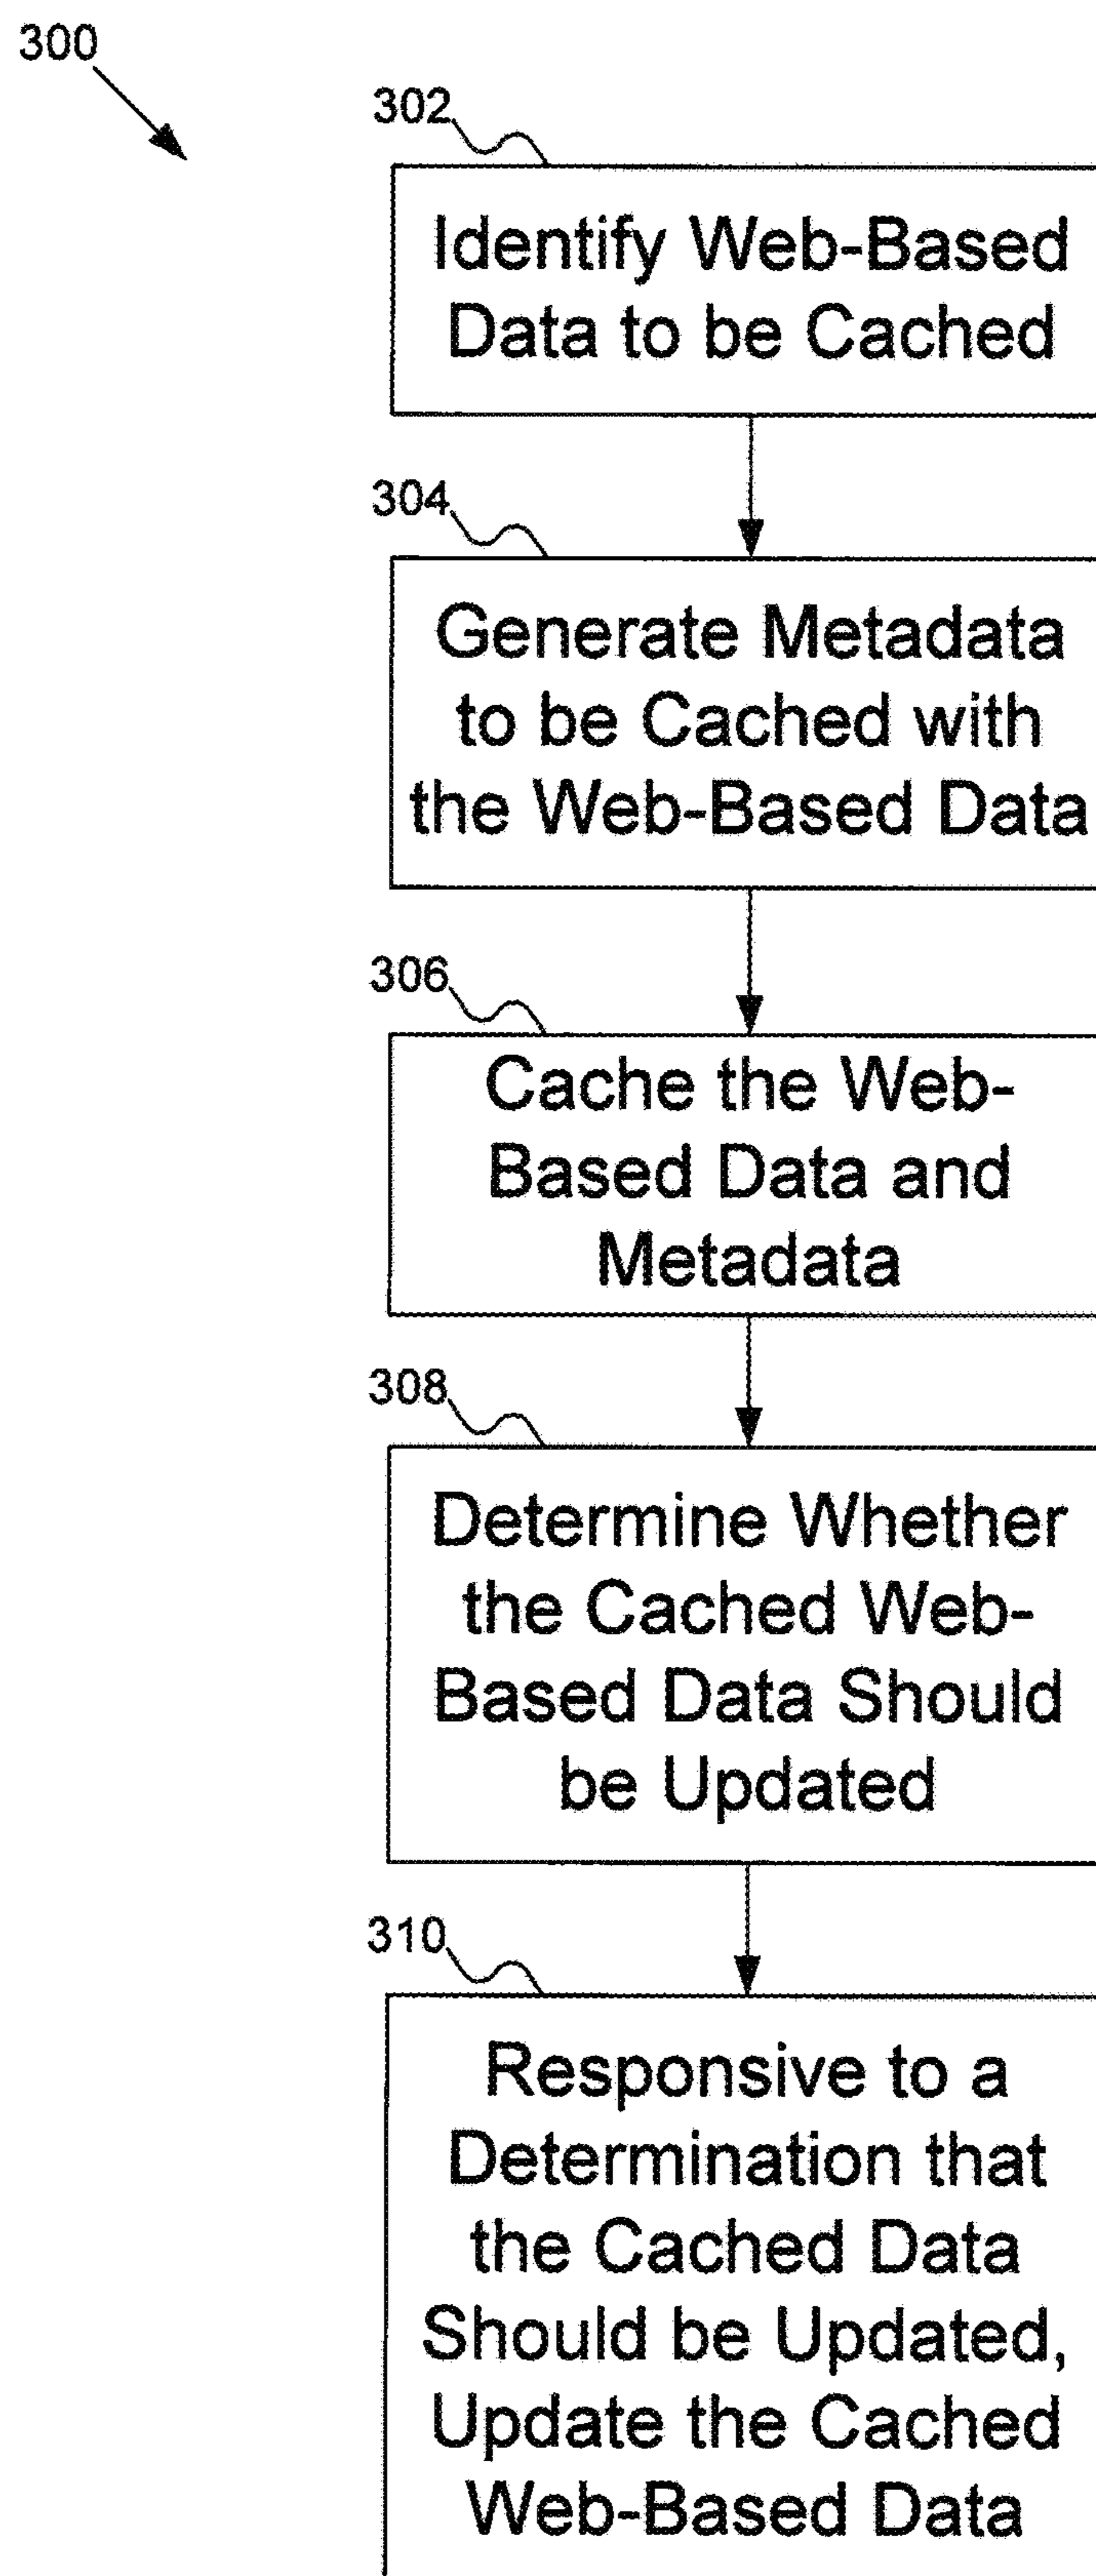 300
302
Identify Web-Based
Data to be Cached
304
Generate Metadata
to be Cached with
the Web-Based Data
306
Cache the Web-
Based Data and
Metadata
308
Determine Whether
the Cached Web-
Based Data Should
be Updated
310
Responsive to a
Determination that
the Cached Data
Should be Updated,
Update the Cached
Web-Based Data